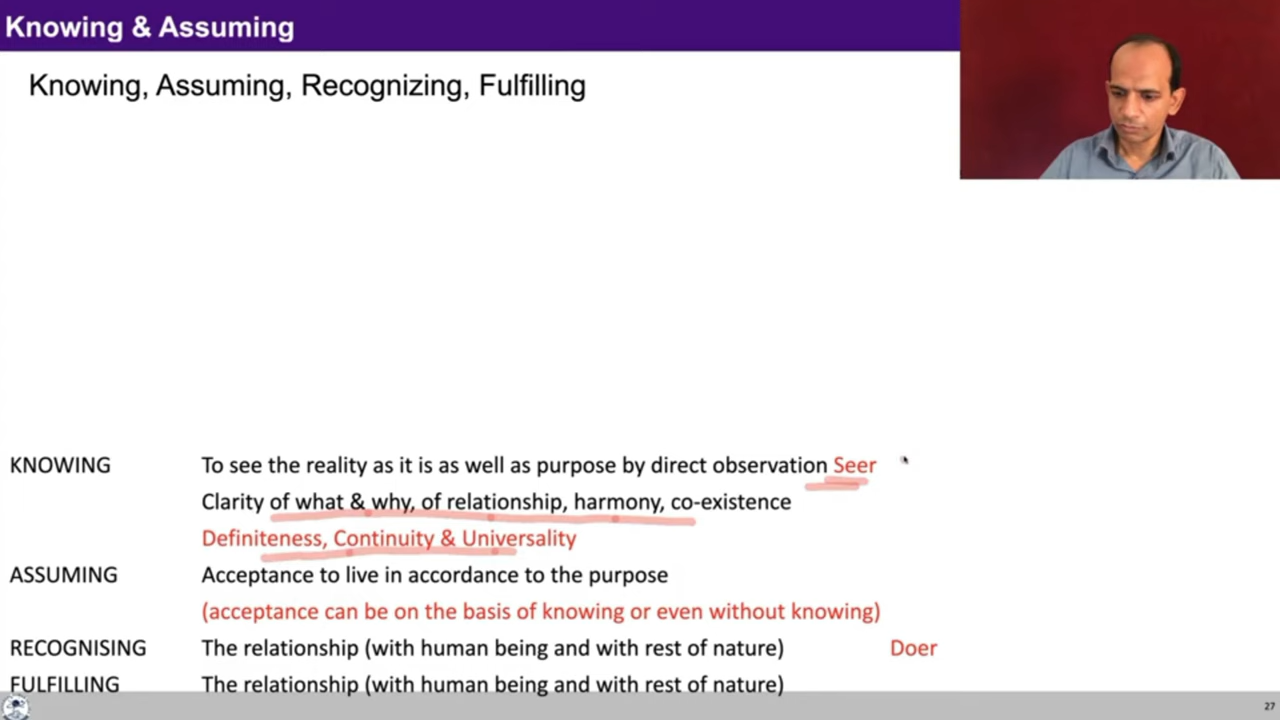 Knowing & Assuming
Knowing, Assuming, Recognizing, Fulfilling
KNOWING To see the reality as it is as well as purpose by direct observation Seer
Clarity of what & why, of relationship, harmony, co-existence
Definiteness, Continuity & Universality
ASSUMING Acceptance to live in accordance to the purpose
(acceptance can be on the basis of knowing or even without knowing)
RECOGNISING The relationship (with human being and with rest of nature) Doer
FULFILLING The relationship (with human being and with rest of nature)
27